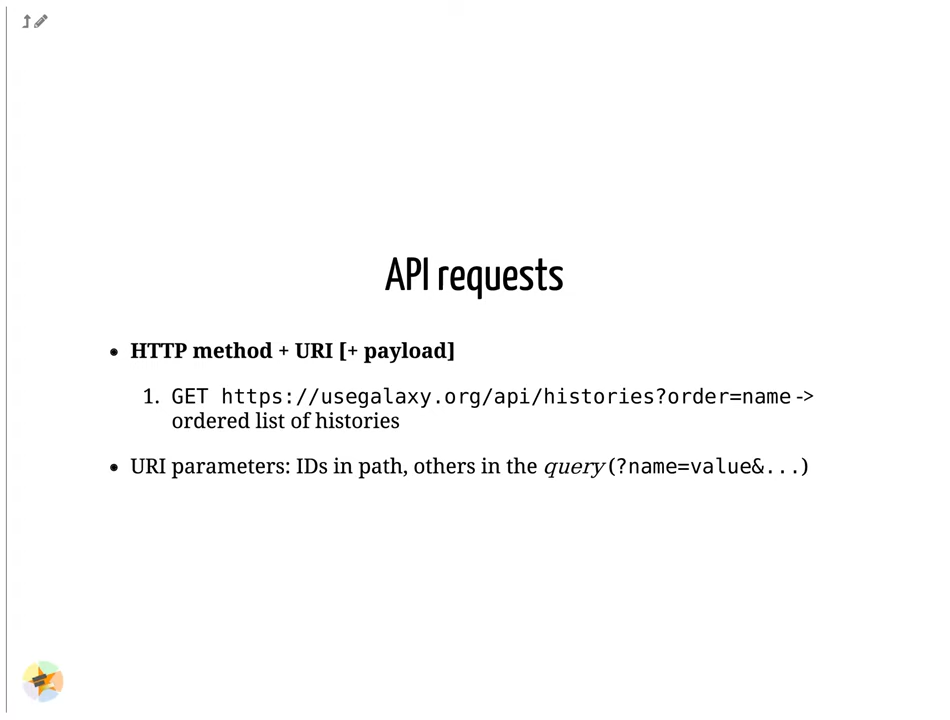 API requests
HTTP method + URI [+ payload]
1. GET https://usegalaxy.org/api/histories?order=name ->
ordered list of histories
URI parameters: IDs in path, others in the query (?name=value&...)